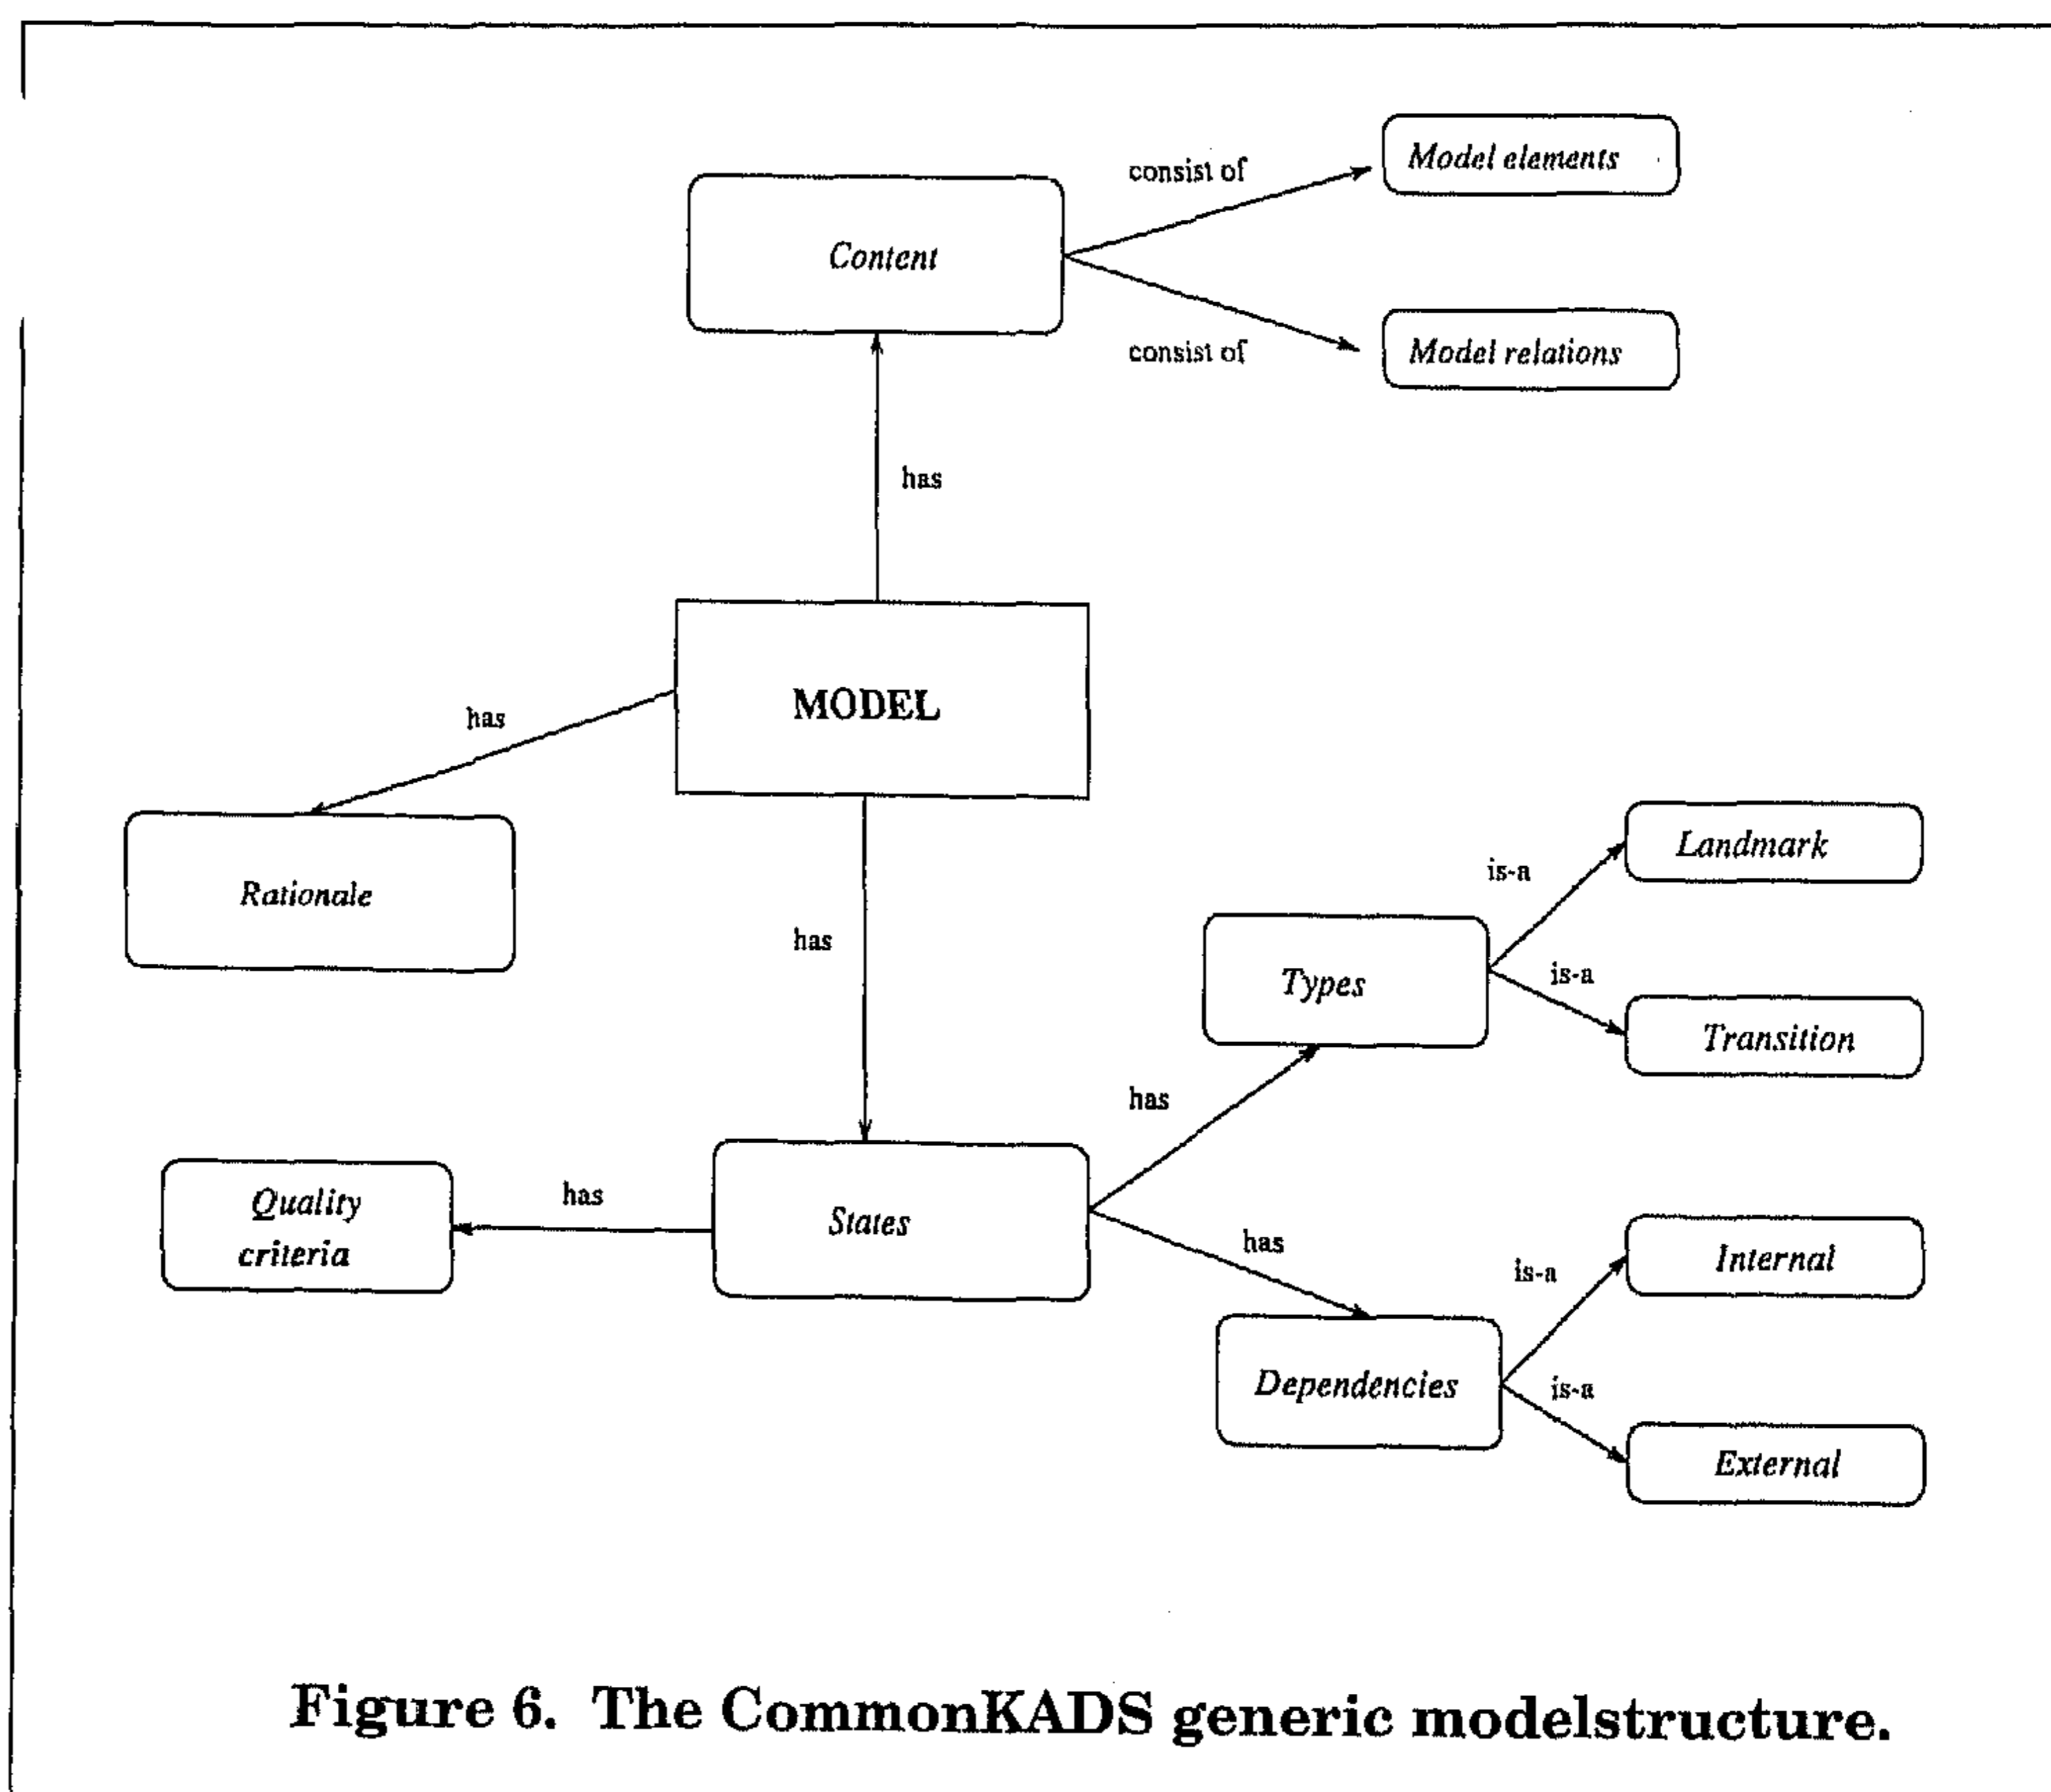 consist of
Model elements
Content
consist of
Model relations
has
MODEL
has
Rationale
has
Landmark
is-a
Types
is-a
Transition
has
Quality
criteria
has
States
has
Internal
is-a
Dependencies
is-a
External
Figure 6. The CommonKADS generic modelstructure.